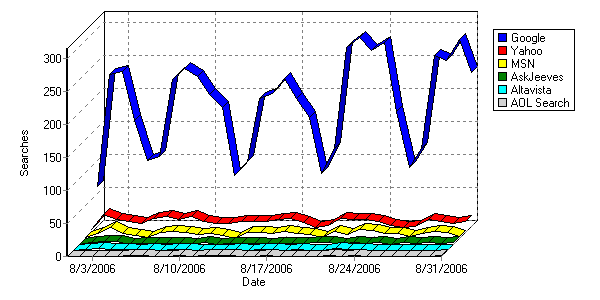 300
250
200
150
100
50
0
Searches
8/3/2006 8/10/2006 8/17/2006 8/24/2006 8/31/2006
Date
Google
Yahoo
MSN
AskJeeves
Altavista
AOL Search